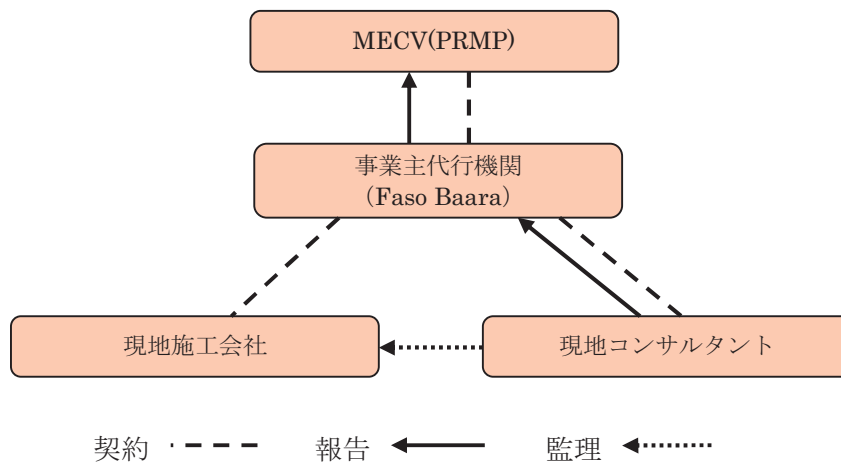 MECV(PRMP)
事業主代行機関
（Faso Baara）
現地施工会社
現地コンサルタント
契約
報告
監理